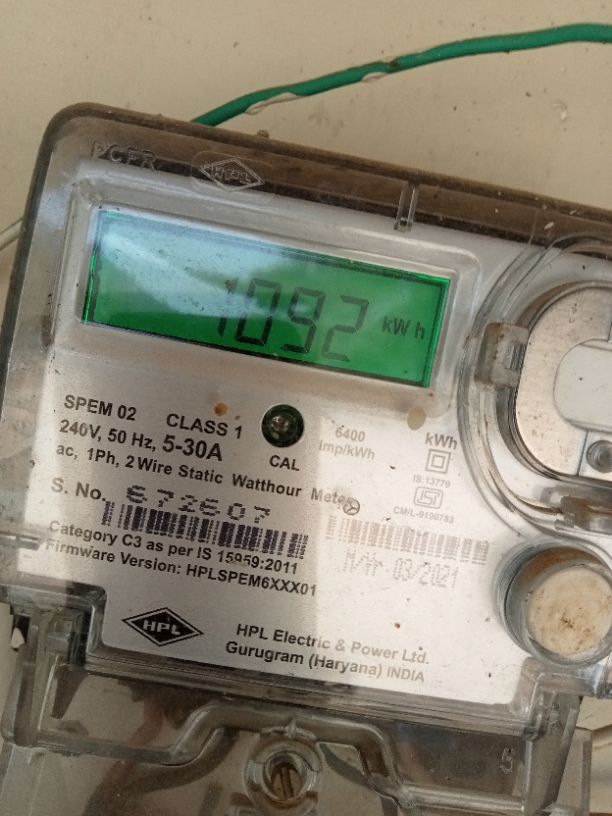 HPL
1092 kWh
SPEM 02 CLASS 1
240V, 50 Hz, 5-30A
ac, 1Ph, 2 Wire Static Watthour Meter
CAL
6400
imp/kWh
kWh
IS:13779
CM/L-9190793
S. No. 672607
Category C3 as per IS 15959:2011
Firmware Version: HPLSPEM6XXX01
03/2021
HPL
HPL Electric & Power Ltd.
Gurugram (Haryana) INDIA